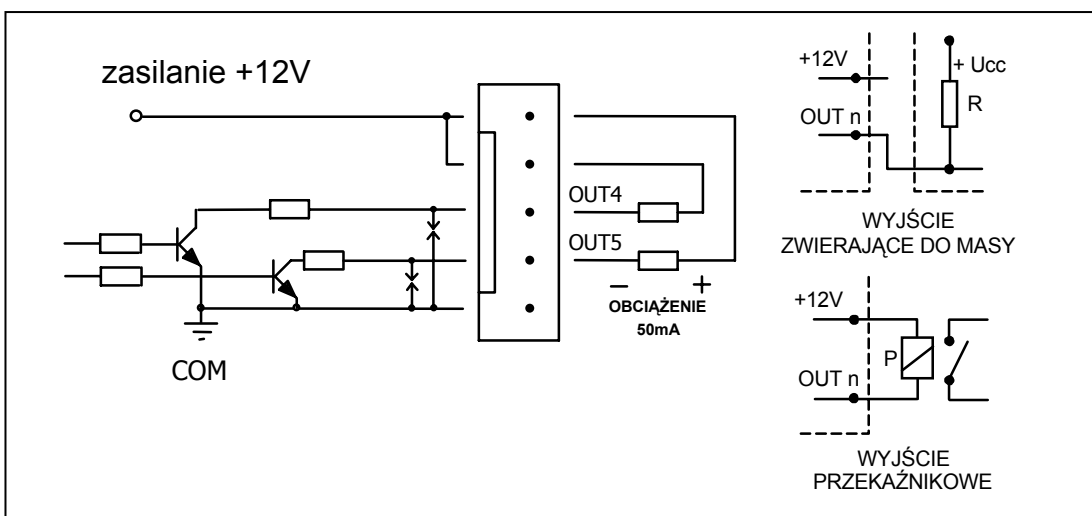 zasilanie +12V
OUT4
OUT5
OBCIĄŻENIE
50mA
COM
+12V
+ Ucc
OUT n
R
WYJŚCIE
ZWIERAJĄCE DO MASY
+12V
P
OUT n
WYJŚCIE
PRZEKAŹNIKOWE